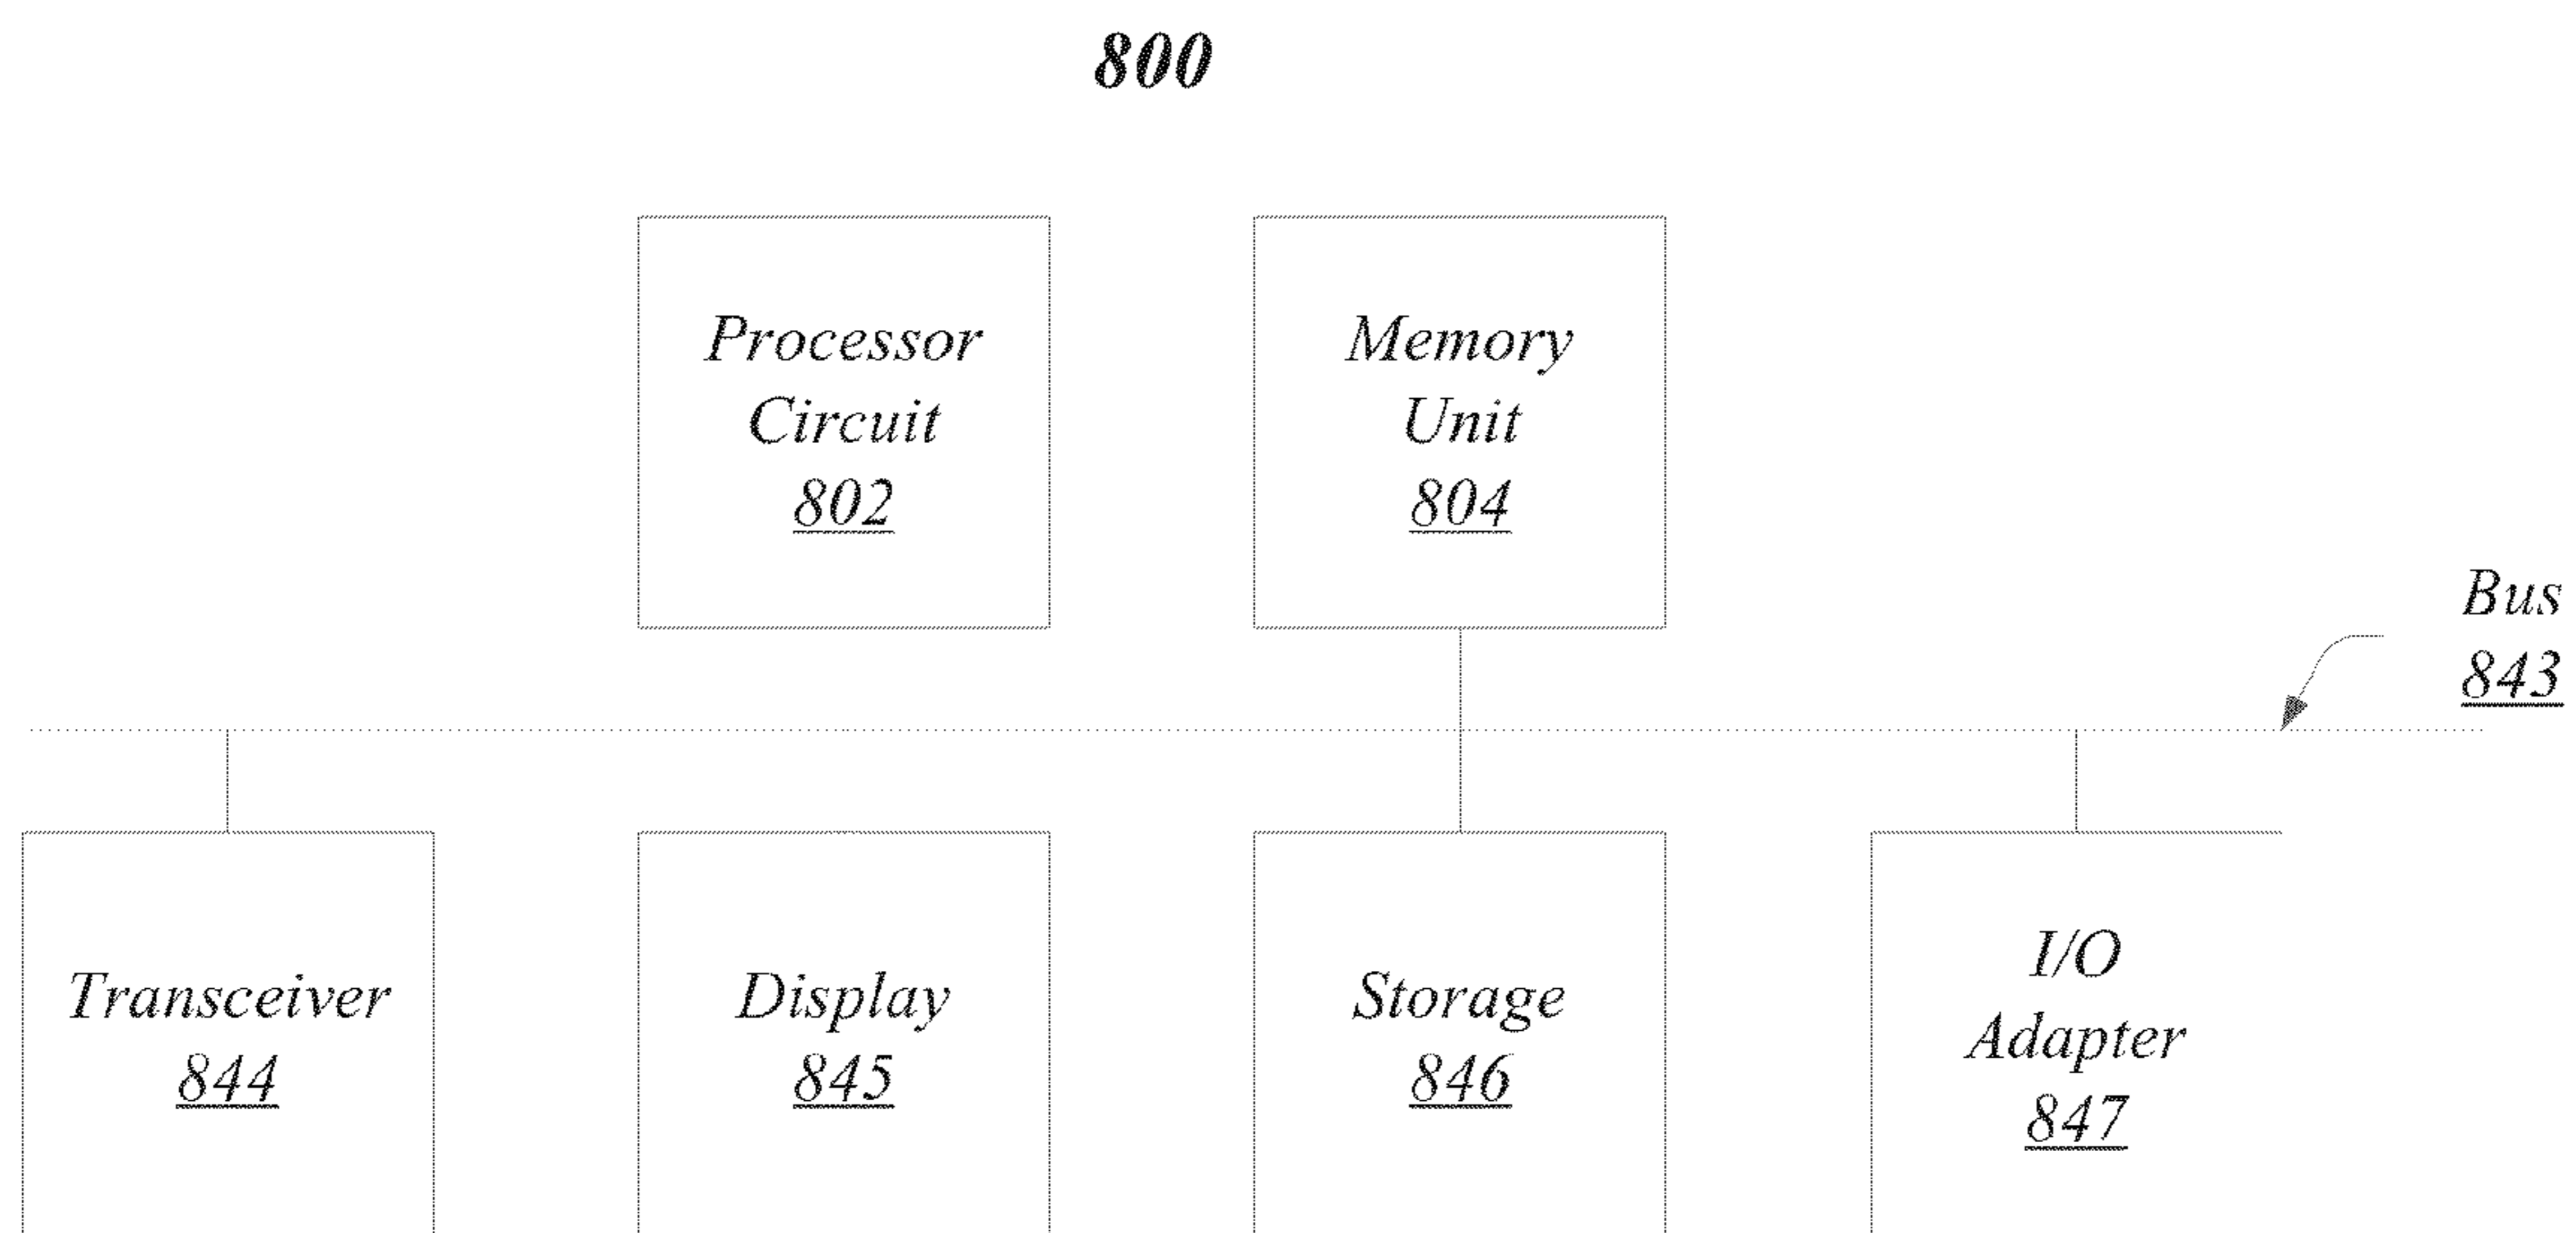 800
Processor
Circuit
802
Memory
Unit
804
Bus
843
Transceiver
844
Display
845
Storage
846
I/O
Adapter
847